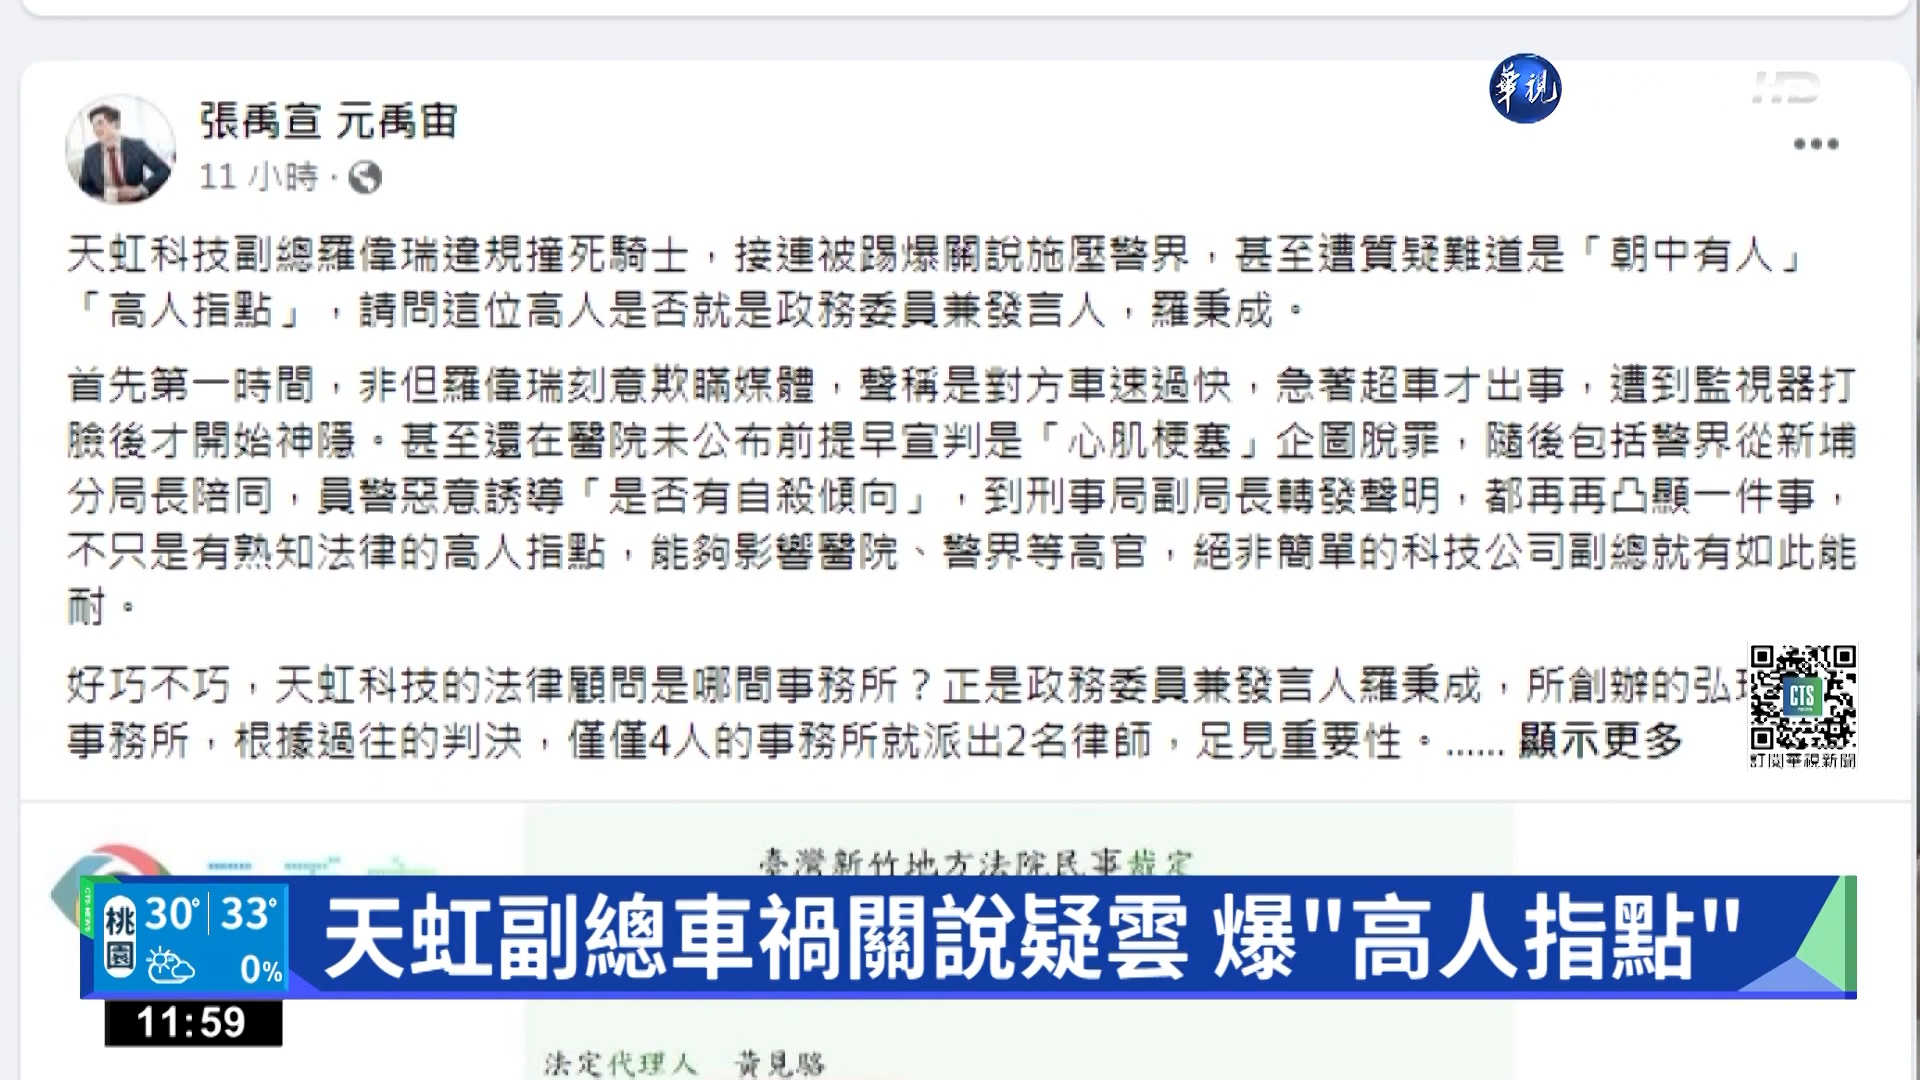 華視
HD
張禹宣 元禹宙
11 小時 ·
天虹科技副總羅偉瑞違規撞死騎士，接連被踢爆關說施壓警界，甚至遭質疑難道是「朝中有人」
「高人指點」，請問這位高人是否就是政務委員兼發言人，羅秉成。
首先第一時間，非但羅偉瑞刻意欺瞞媒體，聲稱是對方車速過快，急著超車才出事，遭到監視器打
臉後才開始神隱。甚至還在醫院未公布前提早宣判是「心肌梗塞」企圖脫罪，隨後包括警界從新埔
分局長陪同，員警惡意誘導「是否有自殺傾向」，到刑事局副局長轉發聲明，都再再凸顯一件事，
不只是有熟知法律的高人指點，能夠影響醫院、警界等高官，絕非簡單的科技公司副總就有如此能
耐。
好巧不巧，天虹科技的法律顧問是哪間事務所？正是政務委員兼發言人羅秉成，所創辦的弘
事務所，根據過往的判決，僅僅4人的事務所就派出2名律師，足見重要性。...... 顯示更多
CTS
訂閱華視新聞
臺灣新竹地方法院民事裁定
CTS NEWS
桃園
30° 33°
0%
天虹副總車禍關說疑雲 爆"高人指點"
11:59
法定代理人 黃見駱